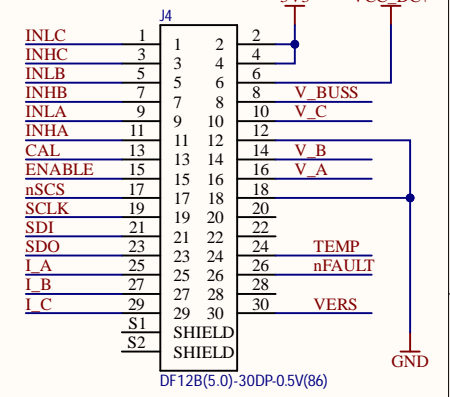 J4
INLC 1 1 2 2
INHC 3 3 4 4
INLB 5 5 6 6
INHB 7 7 8 8 V_BUSS
INLA 9 9 10 10 V_C
INHA 11 11 12 12
CAL 13 13 14 14 V_B
ENABLE 15 15 16 16 V_A
nSCS 17 17 18 18
SCLK 19 19 20 20
SDI 21 21 22 22
SDO 23 23 24 24 TEMP
I_A 25 25 26 26 nFAULT
I_B 27 27 28 28
I_C 29 29 30 30 VERS
S1 SHIELD
S2 SHIELD
GND
DF12B(5.0)-30DP-0.5V(86)